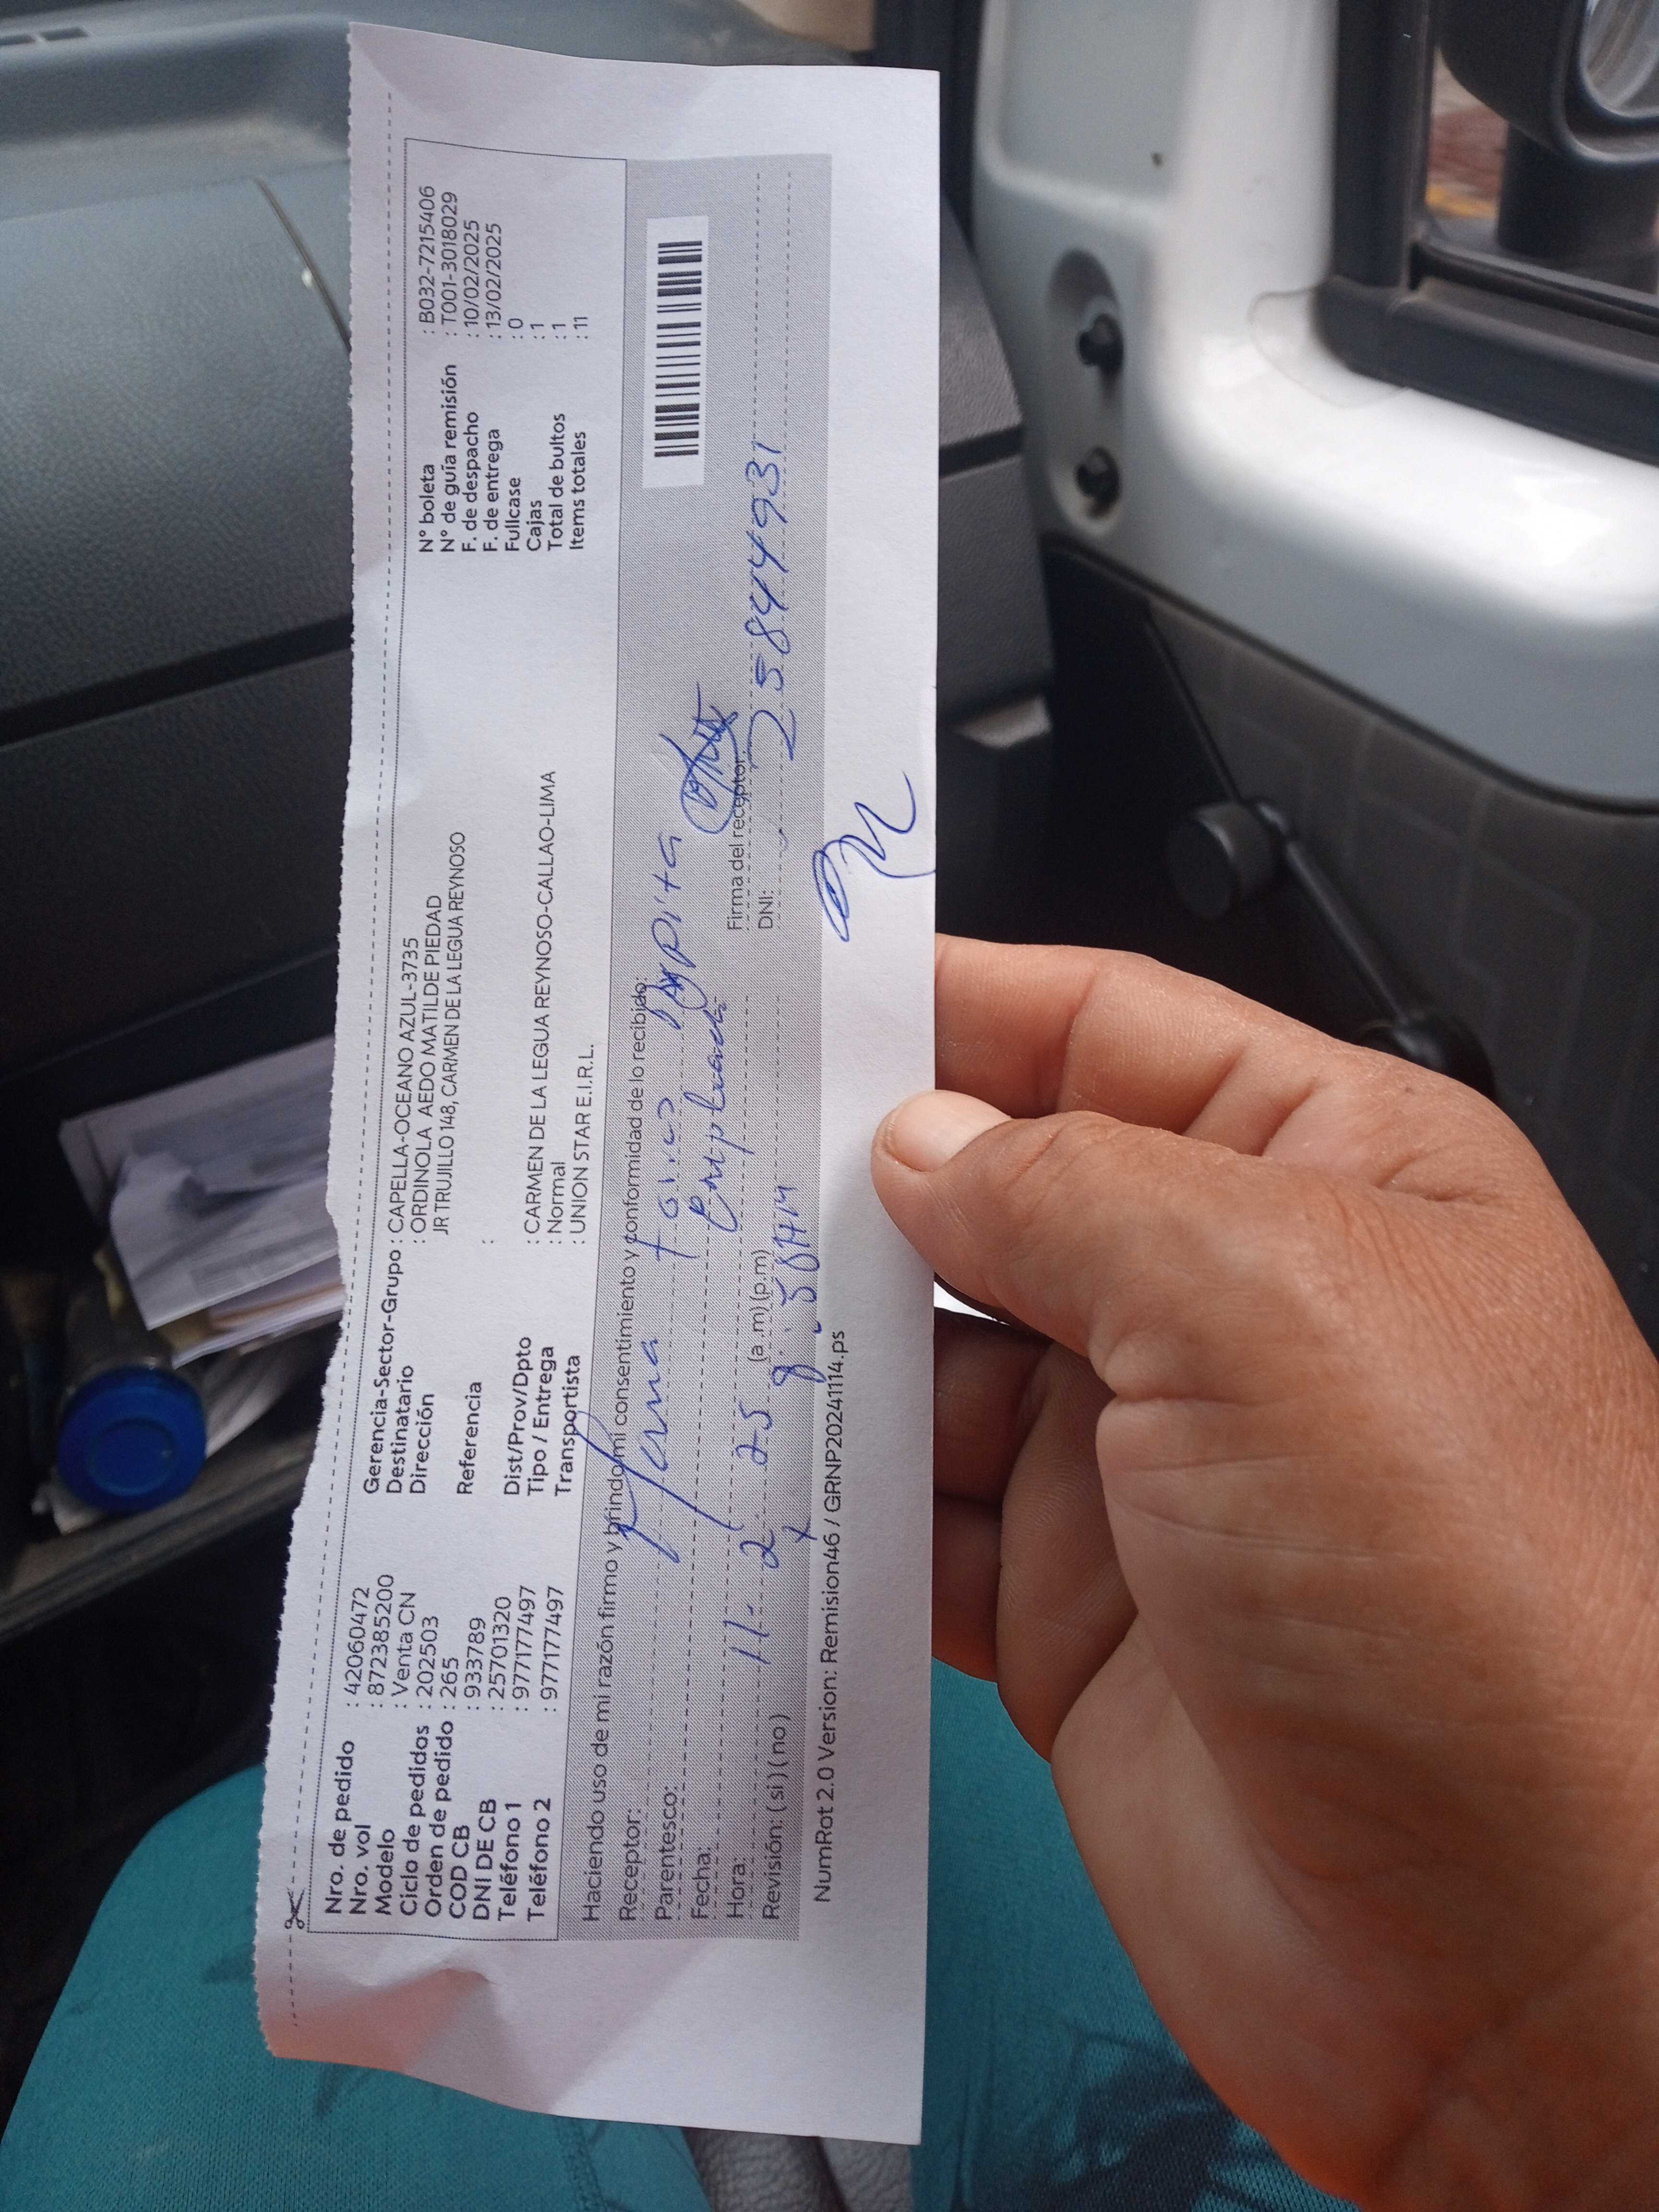 Nro. de pedido : 42060472
Nro. vol : 872385200
Modelo : Venta CN
Ciclo de pedidos : 202503
Orden de pedido : 265
COD CB : 933789
DNI DE CB : 25701320
Teléfono 1 : 977177497
Teléfono 2 : 977177497
Gerencia-Sector-Grupo : CAPELLA-OCEANO AZUL-3735
Destinatario : ORDINOLA AEDO MATILDE PIEDAD
Dirección JR TRUJILLO 148, CARMEN DE LA LEGUA REYNOSO
Referencia :
Dist/Prov/Dpto : CARMEN DE LA LEGUA REYNOSO-CALLAO-LIMA
Tipo / Entrega : Normal
Transportista : UNION STAR E.I.R.L.
N° boleta : B032-7215406
N° de guía remisión : T001-3018029
F. de despacho : 10/02/2025
F. de entrega : 13/02/2025
Fullcase : 0
Cajas : 1
Total de bultos : 1
Items totales : 11
Haciendo uso de mi razón firmo y brindo mi consentimiento y conformidad de lo recibido:
Receptor:
Parentesco:
Fecha: 11- 2 25
Hora: (a.m) (p.m)
Revisión: ( si ) ( no )
Firma del receptor:
DNI: 25844931
NumRot 2.0 Version: Remision46 / GRNP20241114.ps